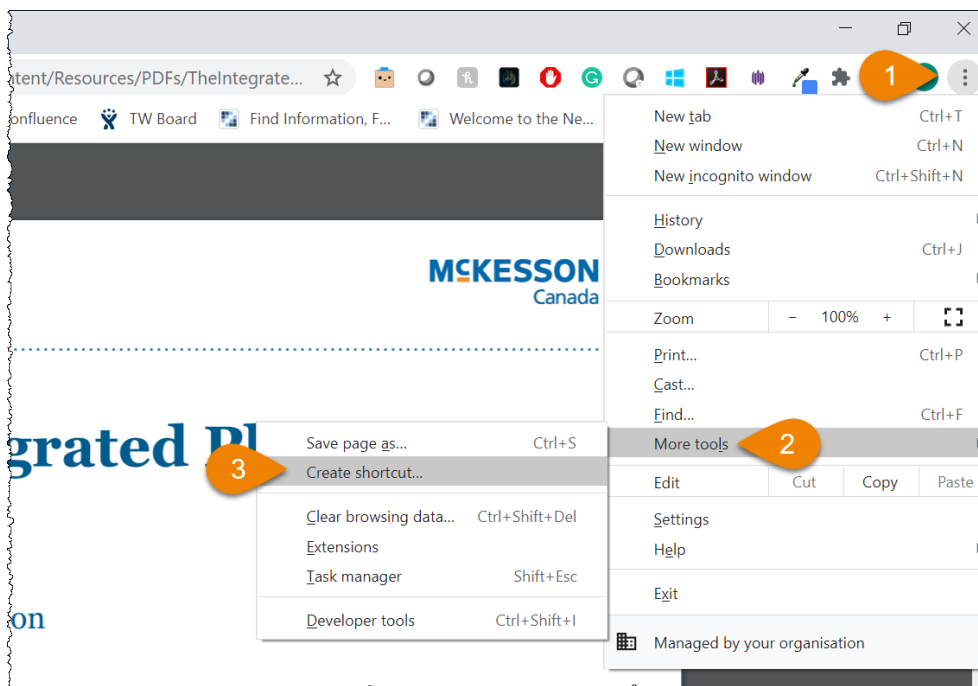 ntent/Resources/PDFs/TheIntegrate...
1
onfluence
TW Board
Find Information, F...
Welcome to the Ne...
New tab Ctrl+T
New window Ctrl+N
New incognito window Ctrl+Shift+N
History
Downloads Ctrl+J
Bookmarks
MCKESSON
Canada
Zoom - 100% +
Print... Ctrl+P
Cast...
Find... Ctrl+F
More tools 2
grated Pl
Save page as... Ctrl+S
3 Create shortcut...
Edit Cut Copy Paste
Clear browsing data... Ctrl+Shift+Del
Extensions
Task manager Shift+Esc
Developer tools Ctrl+Shift+I
Settings
Help
Exit
on
Managed by your organisation